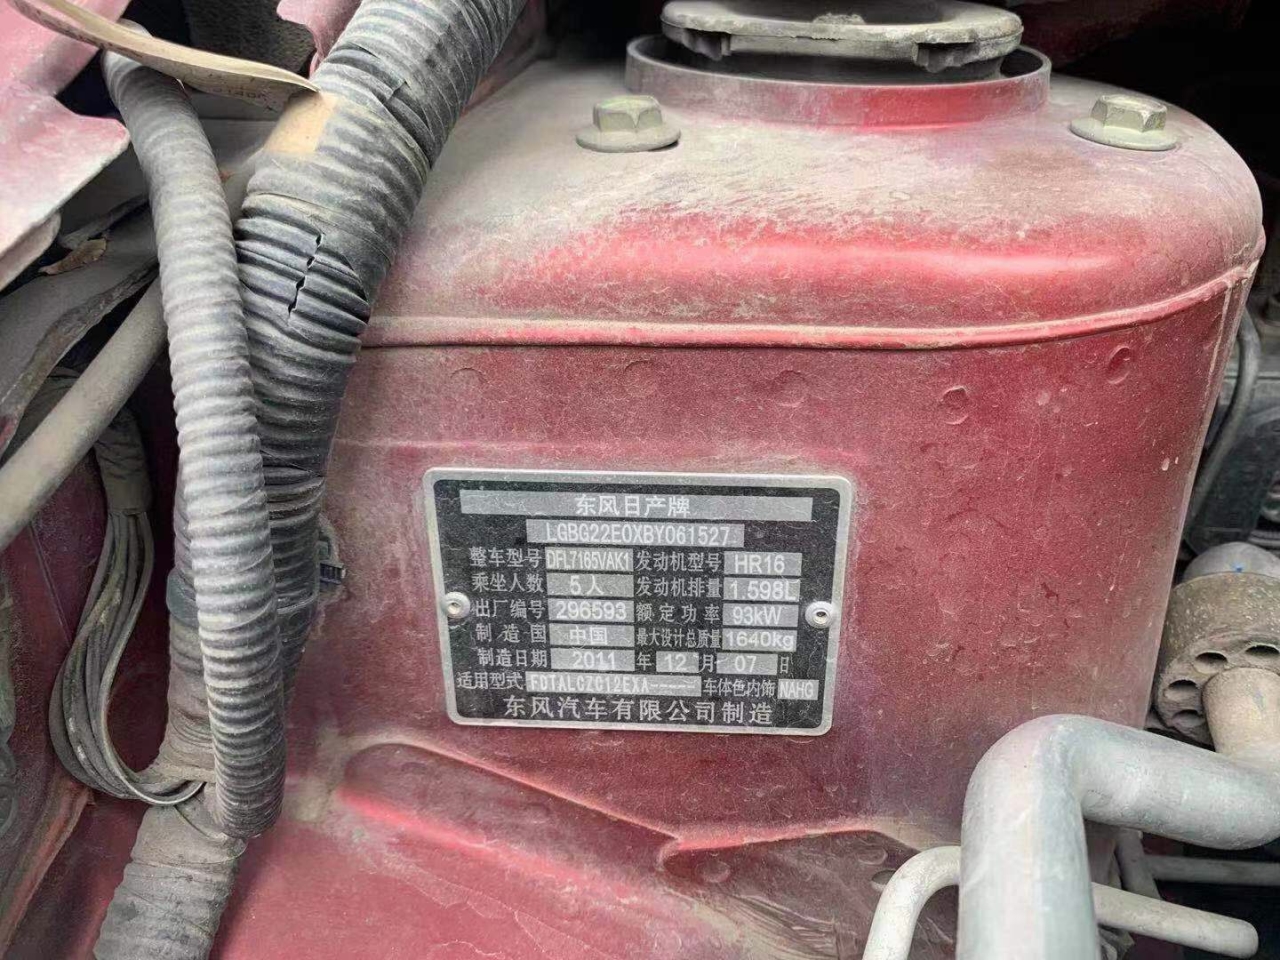 东风日产牌
LGBG22E0XBY061527
整车型号 DFL7165VAK1 发动机型号 HR16
乘坐人数 5人 发动机排量 1.598L
出厂编号 296593 额定功率 93kW
制造国 中国 最大设计总质量 1640kg
制造日期 2011 年 12 月 07 日
适用型式 FDTALCZC12EXA----- 车体色内饰 NAHG
东风汽车有限公司制造